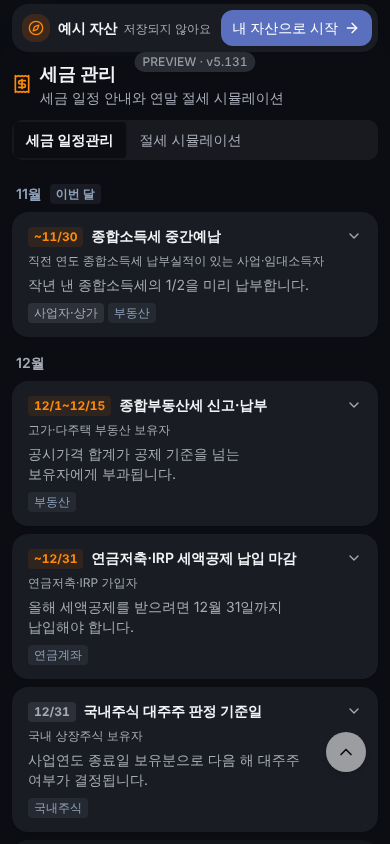 예시 자산 저장되지 않아요 내 자산으로 시작
PREVIEW · v5.131
세금 관리
세금 일정 안내와 연말 절세 시뮬레이션
세금 일정관리 절세 시뮬레이션
11월 이번 달
~11/30 종합소득세 중간예납
직전 연도 종합소득세 납부실적이 있는 사업·임대소득자
작년 낸 종합소득세의 1/2을 미리 납부합니다.
사업자·상가 부동산
12월
12/1~12/15 종합부동산세 신고·납부
고가·다주택 부동산 보유자
공시가격 합계가 공제 기준을 넘는
보유자에게 부과됩니다.
부동산
~12/31 연금저축·IRP 세액공제 납입 마감
연금저축·IRP 가입자
올해 세액공제를 받으려면 12월 31일까지
납입해야 합니다.
연금계좌
12/31 국내주식 대주주 판정 기준일
국내 상장주식 보유자
사업연도 종료일 보유분으로 다음 해 대주주
여부가 결정됩니다.
국내주식